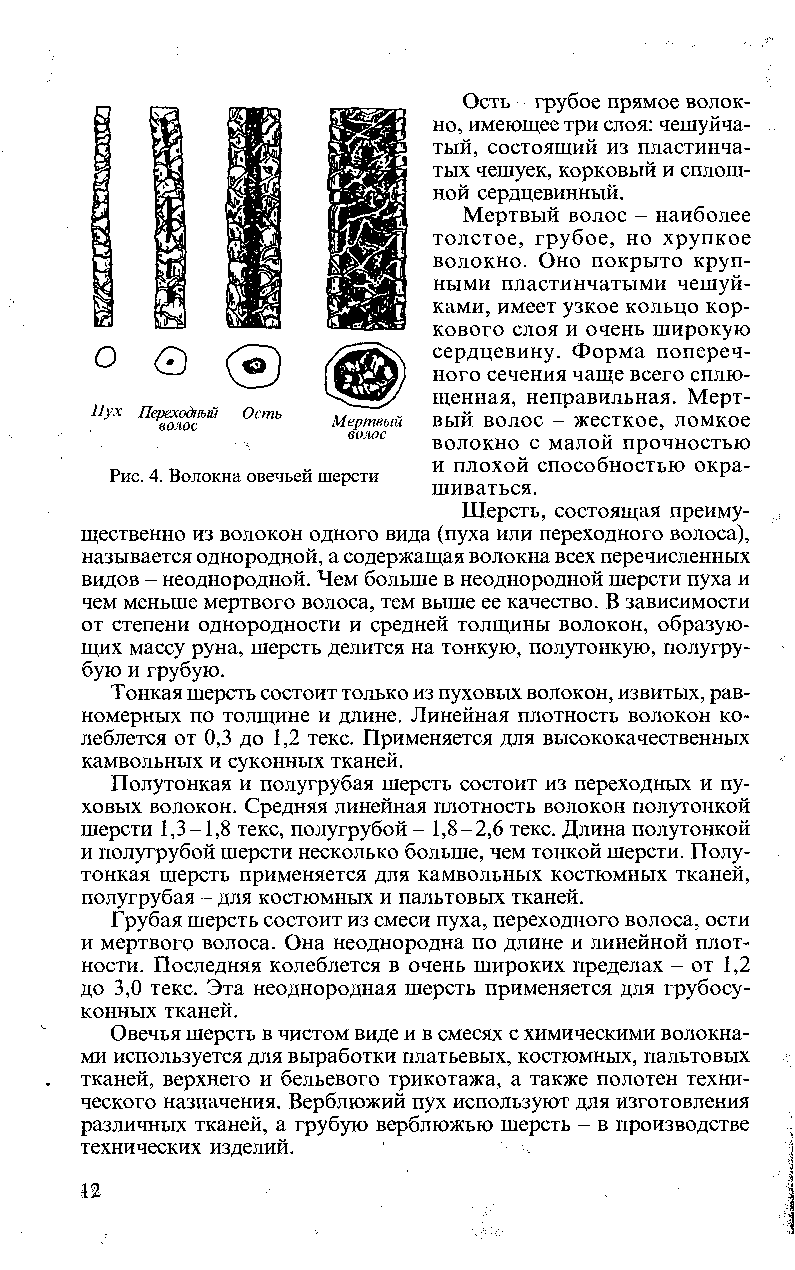 Ость – грубое прямое волок-
но, имеющее три слоя: чешуйча-
тый, состоящий из пластинча-
тых чешуек, корковый и сплош-
ной сердцевинный.
Мертвый волос – наиболее
толстое, грубое, но хрупкое
волокно. Оно покрыто круп-
ными пластинчатыми чешуй-
ками, имеет узкое кольцо кор-
кового слоя и очень широкую
сердцевину. Форма попереч-
ного сечения чаще всего сплю-
щенная, неправильная. Мерт-
вый волос – жесткое, ломкое
волокно с малой прочностью
и плохой способностью окра-
шиваться.
Пух Переходный волос Ость Мертвый волос
Рис. 4. Волокна овечьей шерсти
Шерсть, состоящая преиму-
щественно из волокон одного вида (пуха или переходного волоса),
называется однородной, а содержащая волокна всех перечисленных
видов – неоднородной. Чем больше в неоднородной шерсти пуха и
чем меньше мертвого волоса, тем выше ее качество. В зависимости
от степени однородности и средней толщины волокон, образую-
щих массу руна, шерсть делится на тонкую, полутонкую, полугру-
бую и грубую.
Тонкая шерсть состоит только из пуховых волокон, извитых, рав-
номерных по толщине и длине. Линейная плотность волокон ко-
леблется от 0,3 до 1,2 текс. Применяется для высококачественных
камвольных и суконных тканей.
Полутонкая и полугрубая шерсть состоит из переходных и пу-
ховых волокон. Средняя линейная плотность волокон полутонкой
шерсти 1,3–1,8 текс, полугрубой – 1,8–2,6 текс. Длина полутонкой
и полугрубой шерсти несколько больше, чем тонкой шерсти. Полу-
тонкая шерсть применяется для камвольных костюмных тканей,
полугрубая – для костюмных и пальтовых тканей.
Грубая шерсть состоит из смеси пуха, переходного волоса, ости
и мертвого волоса. Она неоднородна по длине и линейной плот-
ности. Последняя колеблется в очень широких пределах – от 1,2
до 3,0 текс. Эта неоднородная шерсть применяется для грубосу-
конных тканей.
Овечья шерсть в чистом виде и в смесях с химическими волокна-
ми используется для выработки платьевых, костюмных, пальтовых
тканей, верхнего и бельевого трикотажа, а также полотен техни-
ческого назначения. Верблюжий пух используют для изготовления
различных тканей, а грубую верблюжью шерсть – в производстве
технических изделий.
42